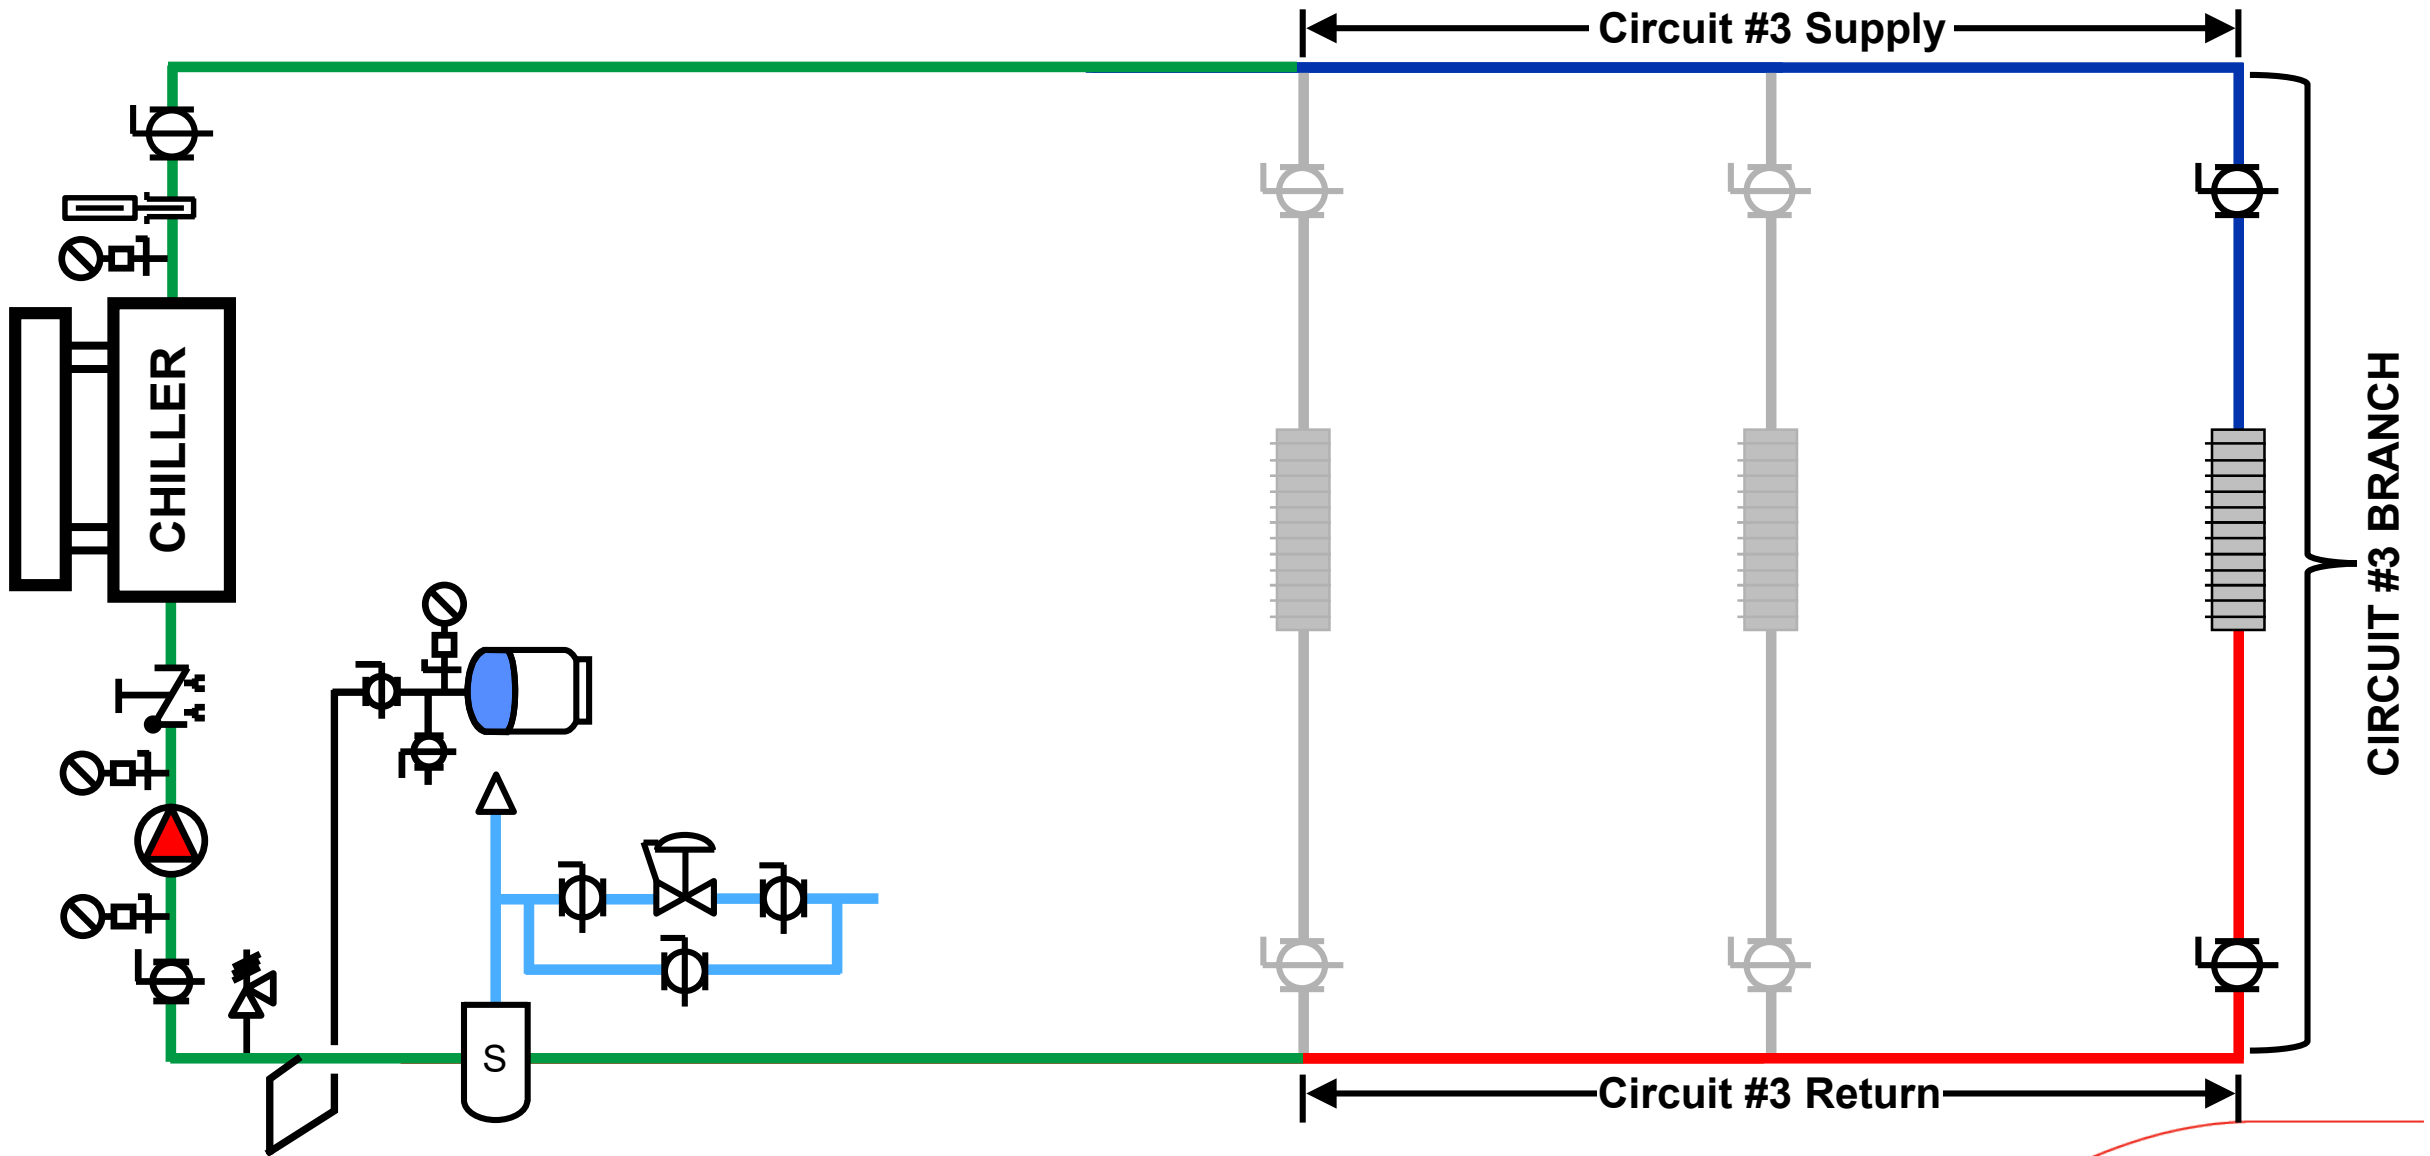 Circuit #3 Supply
CHILLER
CIRCUIT #3 BRANCH
S
Circuit #3 Return